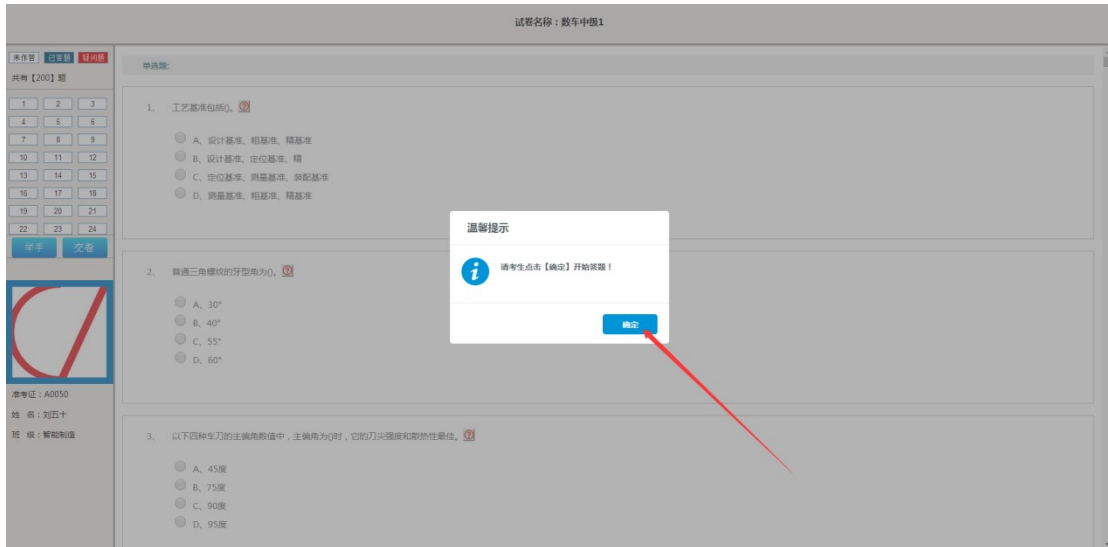 试卷名称：数车中级1
未作答 已答题 疑问题
共有【200】题
1 2 3
4 5 6
7 8 9
10 11 12
13 14 15
16 17 18
19 20 21
22 23 24
举手 交卷
准考证：A0050
姓 名：刘五十
班 级：智能制造
单选题:
1、 工艺基准包括()。
A、设计基准、粗基准、精基准
B、设计基准、定位基准、精
C、定位基准、测量基准、装配基准
D、测量基准、粗基准、精基准
2、 普通三角螺纹的牙型角为()。
A、30°
B、40°
C、55°
D、60°
3、 以下四种车刀的主偏角数值中，主偏角为()时，它的刀尖强度和散热性最佳。
A、45度
B、75度
C、90度
D、95度
温馨提示
请考生点击【确定】开始答题！
确定